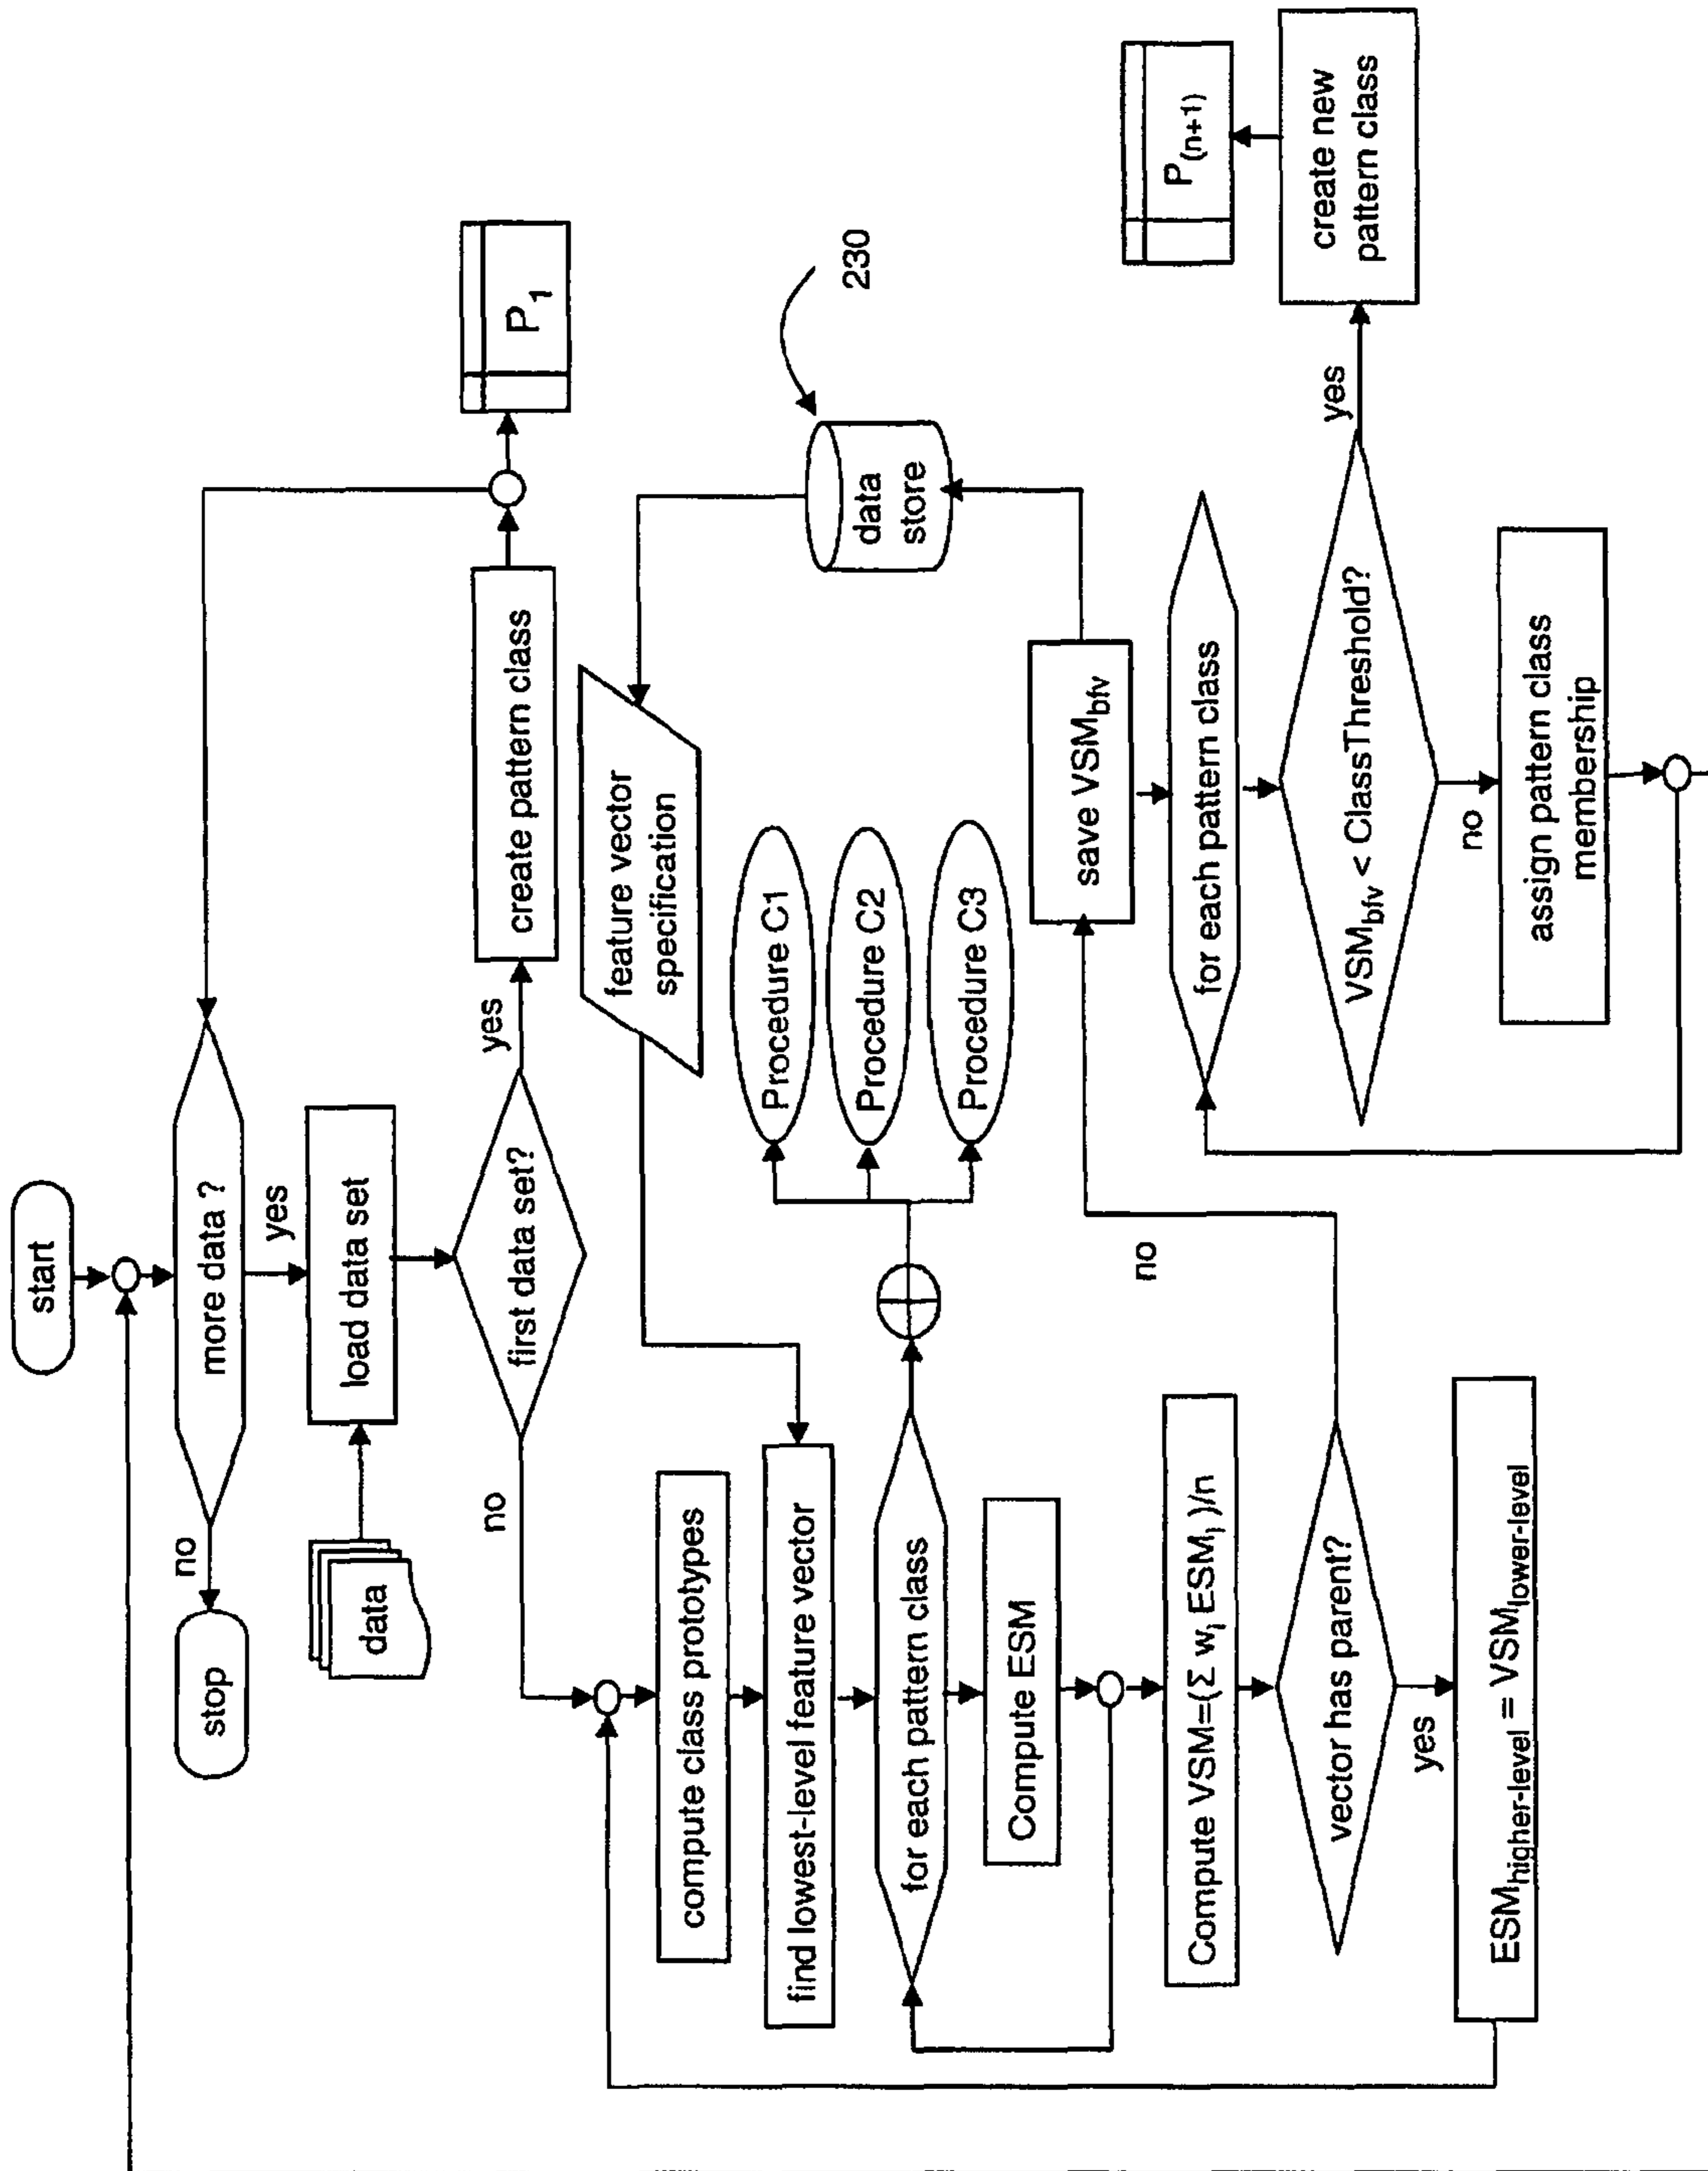 start
more data ?
no
stop
yes
load data set
data
first data set?
yes
create pattern class
P1
no
compute class prototypes
find lowest-level feature vector
feature vector
specification
for each pattern class
Procedure C1
Procedure C2
Procedure C3
Compute ESM
Compute VSM=(Σ wi ESMi )/n
vector has parent?
no
yes
ESMhigher-level = VSMlower-level
data
store
230
save VSMbfv
for each pattern class
VSMbfv < ClassThreshold?
yes
create new
pattern class
P(n+1)
no
assign pattern class
membership